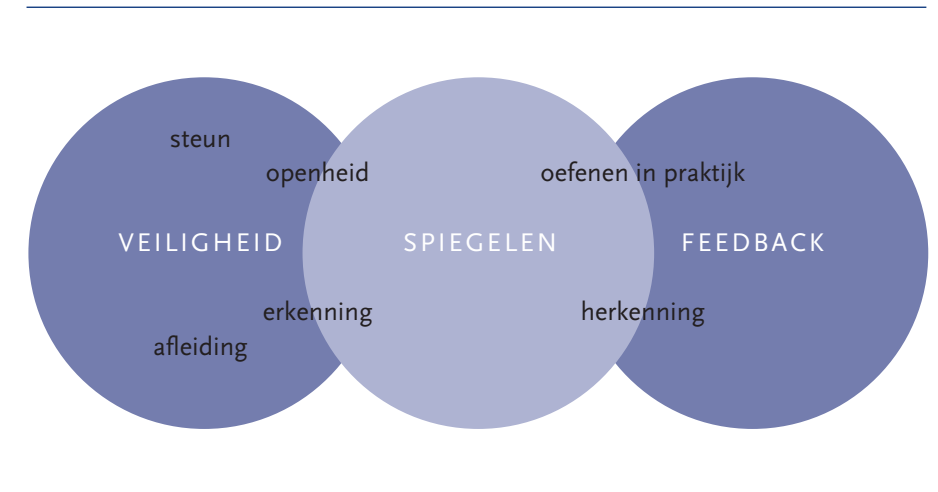 steun
openheid
oefenen in praktijk
VEILIGHEID
SPIEGELEN
FEEDBACK
erkenning
herkenning
afleiding